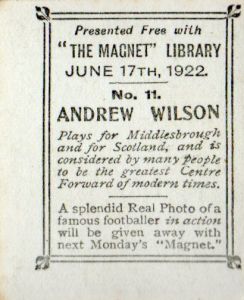 Presented Free with
"THE MAGNET" LIBRARY
JUNE 17TH, 1922.
No. 11.
ANDREW WILSON
Plays for Middlesbrough
and for Scotland, and is
considered by many people
to be the greatest Centre
Forward of modern times.
A splendid Real Photo of a
famous footballer in action
will be given away with
next Monday's "Magnet."